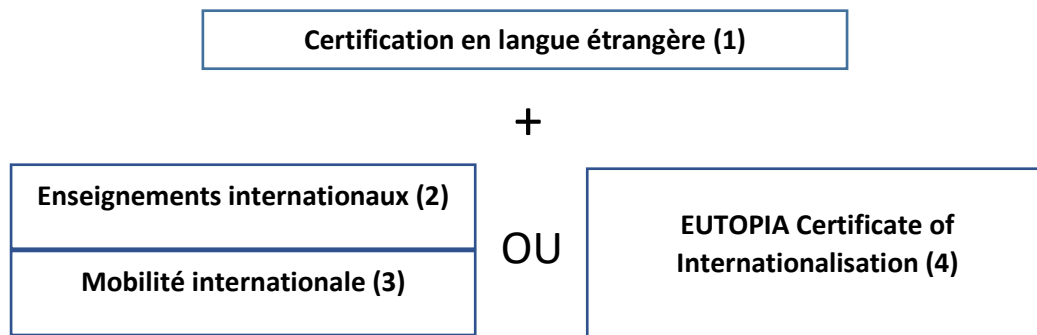 Certification en langue étrangère (1)
+
Enseignements internationaux (2)
Mobilité internationale (3)
OU
EUTOPIA Certificate of
Internationalisation (4)